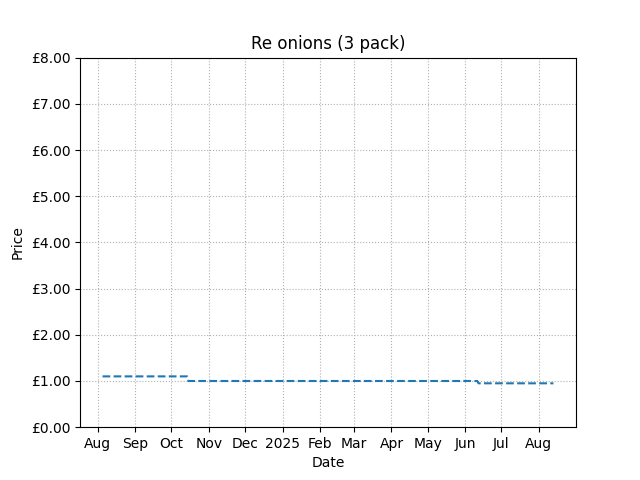 Re onions (3 pack)
£8.00
£7.00
£6.00
£5.00
£4.00
£3.00
£2.00
£1.00
£0.00
Price
Aug Sep Oct Nov Dec 2025 Feb Mar Apr May Jun Jul Aug
Date